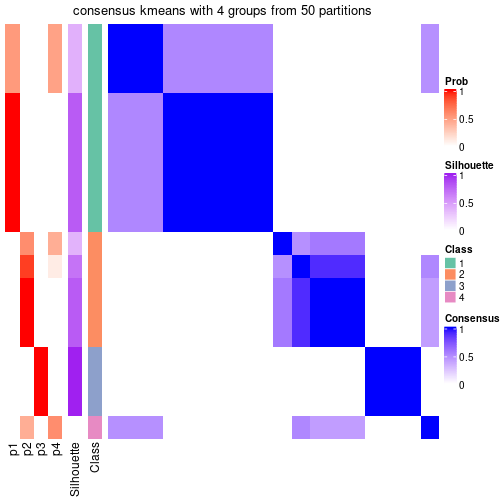 consensus kmeans with 4 groups from 50 partitions
Prob
1
0.5
0
Silhouette
1
0.5
0
Class
1
2
3
4
Consensus
1
0.5
0
p1
p2
p3
p4
Silhouette
Class